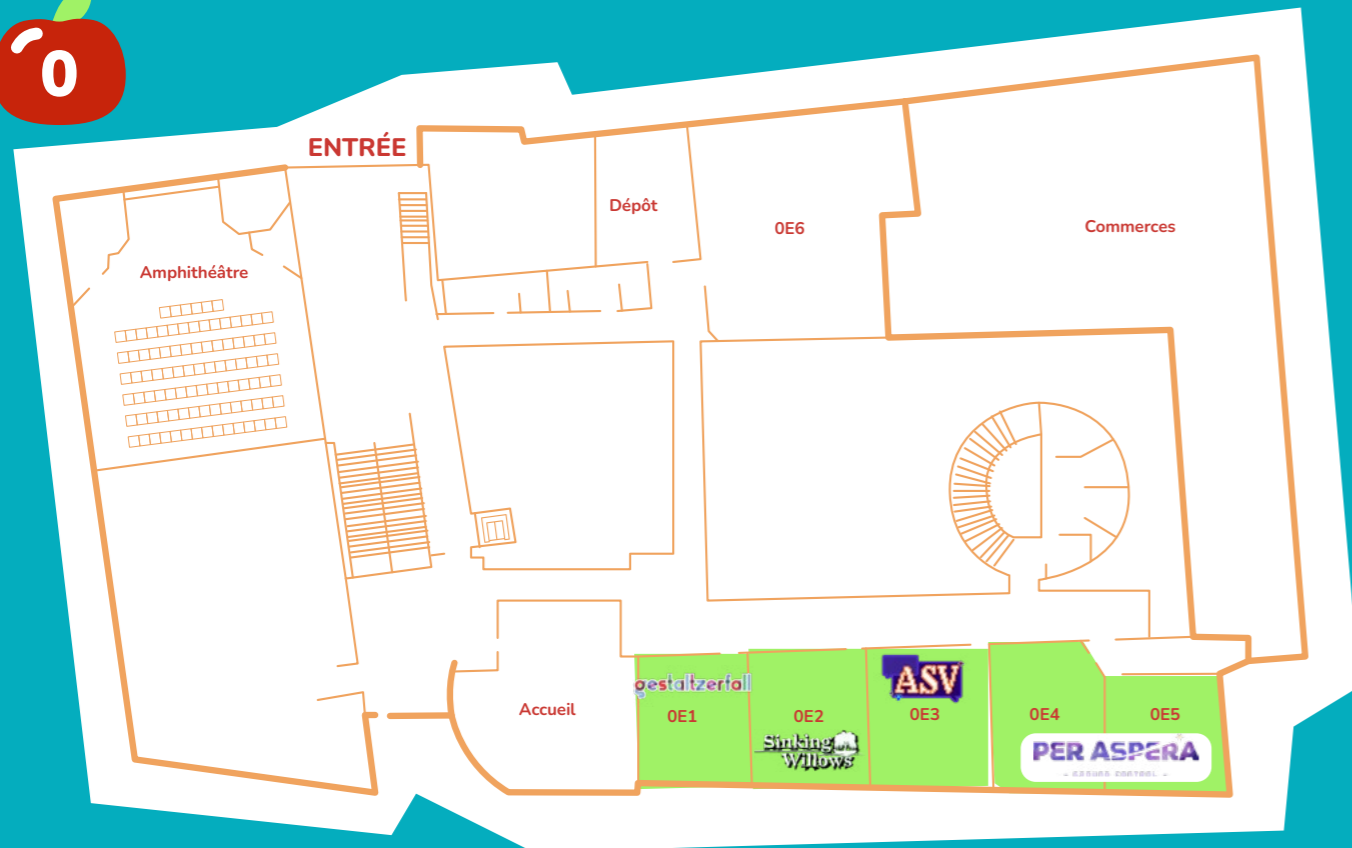 0
ENTRÉE
Dépôt
0E6
Commerces
Amphithéâtre
Accueil
gestaltzerfall
0E1
0E2
Sinking
Willows
ASV
0E3
0E4
0E5
PER ASPERA